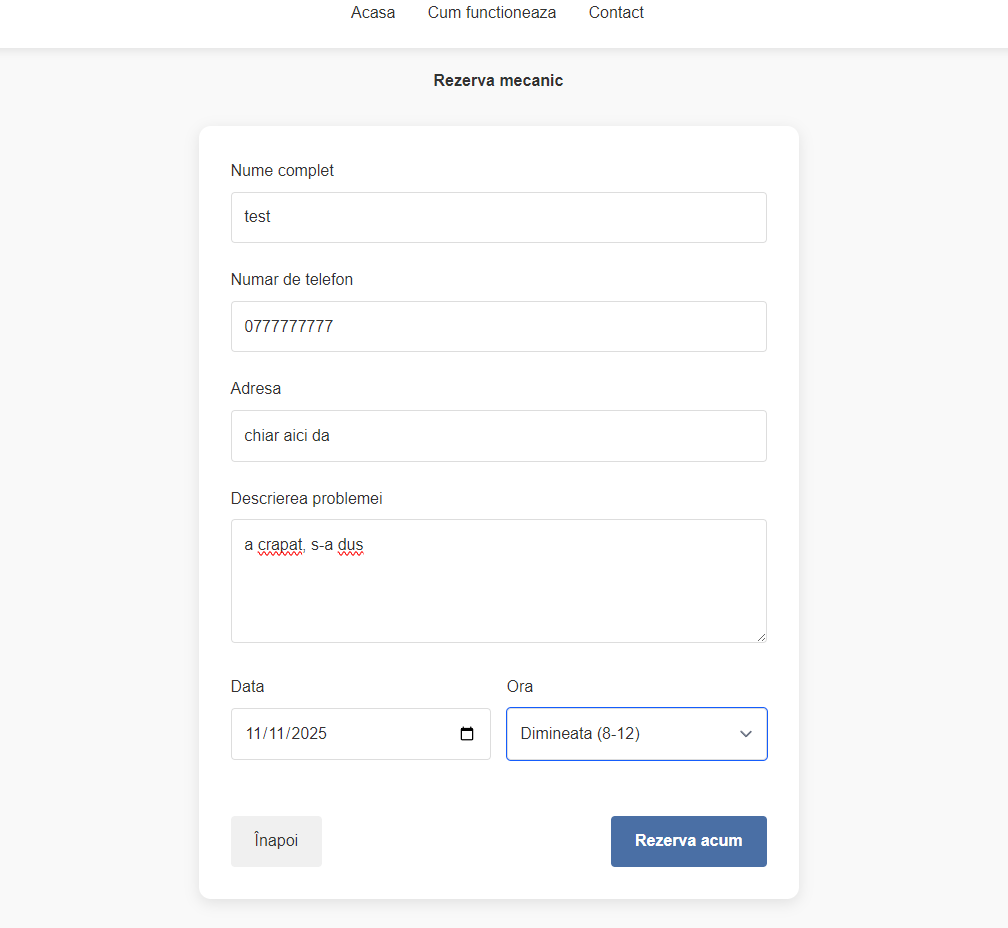 Acasa Cum functioneaza Contact
Rezerva mecanic
Nume complet
test
Numar de telefon
0777777777
Adresa
chiar aici da
Descrierea problemei
a crapat, s-a dus
Data Ora
11/11/2025 Dimineata (8-12)
Înapoi Rezerva acum